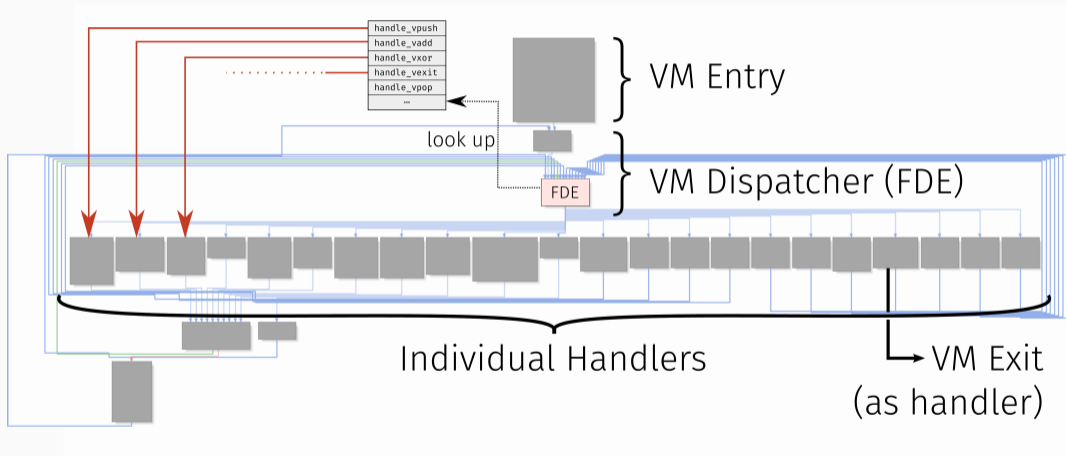 handle_vpush
handle_vadd
handle_vxor
handle_vexit
handle_vpop
…
VM Entry
look up
FDE
VM Dispatcher (FDE)
Individual Handlers
VM Exit
(as handler)